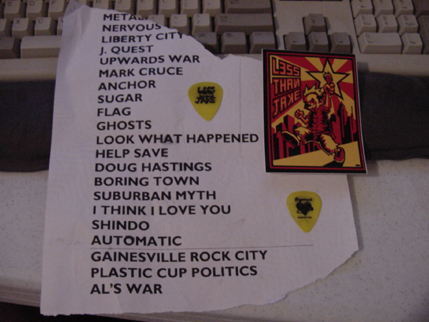 METAL
NERVOUS
LIBERTY CITY
J. QUEST
UPWARDS WAR
MARK CRUCE
ANCHOR
SUGAR
FLAG
GHOSTS
LOOK WHAT HAPPENED
HELP SAVE
DOUG HASTINGS
BORING TOWN
SUBURBAN MYTH
I THINK I LOVE YOU
SHINDO
AUTOMATIC
GAINESVILLE ROCK CITY
PLASTIC CUP POLITICS
AL'S WAR
LESS
THAN
JAKE
LESS
THAN
JAKE